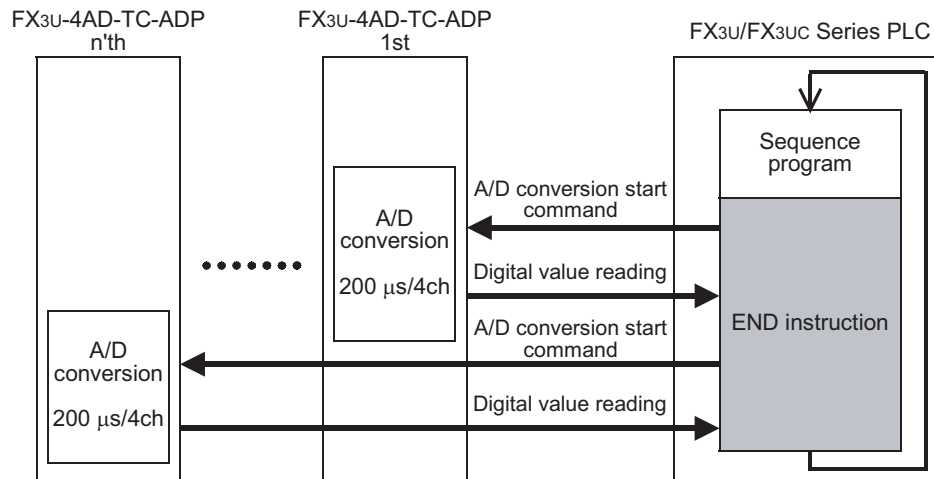 FX3U-4AD-TC-ADP
n'th
FX3U-4AD-TC-ADP
1st
FX3U/FX3UC Series PLC
Sequence
program
A/D conversion start
command
A/D
conversion
200 μs/4ch
Digital value reading
END instruction
A/D conversion start
command
A/D
conversion
200 μs/4ch
Digital value reading